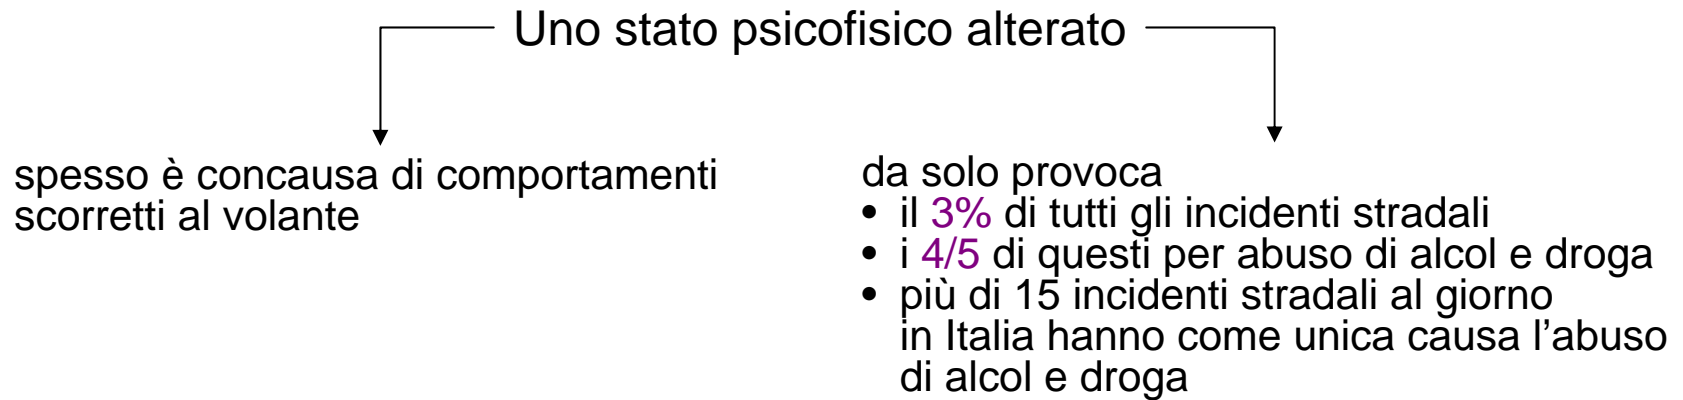 Uno stato psicofisico alterato
spesso è concausa di comportamenti
scorretti al volante
da solo provoca
• il 3% di tutti gli incidenti stradali
• i 4/5 di questi per abuso di alcol e droga
• più di 15 incidenti stradali al giorno
in Italia hanno come unica causa l’abuso
di alcol e droga